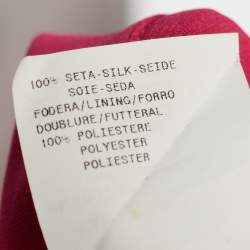 100% SETA-SILK-SEIDE
SOIE-SEDA
FODERA/LINING/FORRO
DOUBLURE/FUTTERAL
100% POLIESTERE
POLYESTER
POLIESTER